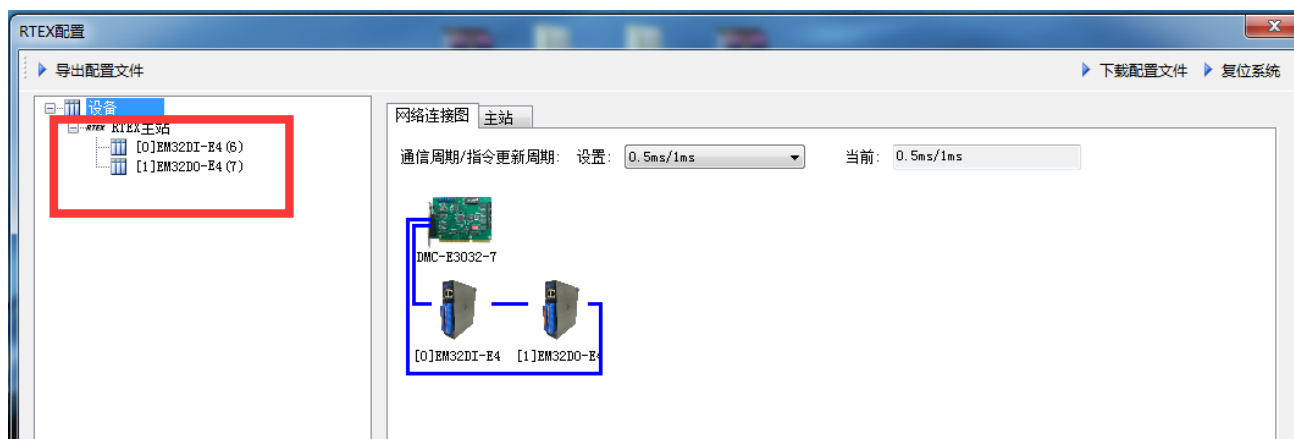 RTEX配置
导出配置文件
下载配置文件
复位系统
设备
RTEX RTEX主站
[0]EM32DI-E4(6)
[1]EM32DO-E4(7)
网络连接图
主站
通信周期/指令更新周期: 设置: 0.5ms/1ms 当前: 0.5ms/1ms
DMC-E3032-7
[0]EM32DI-E4 [1]EM32DO-E4